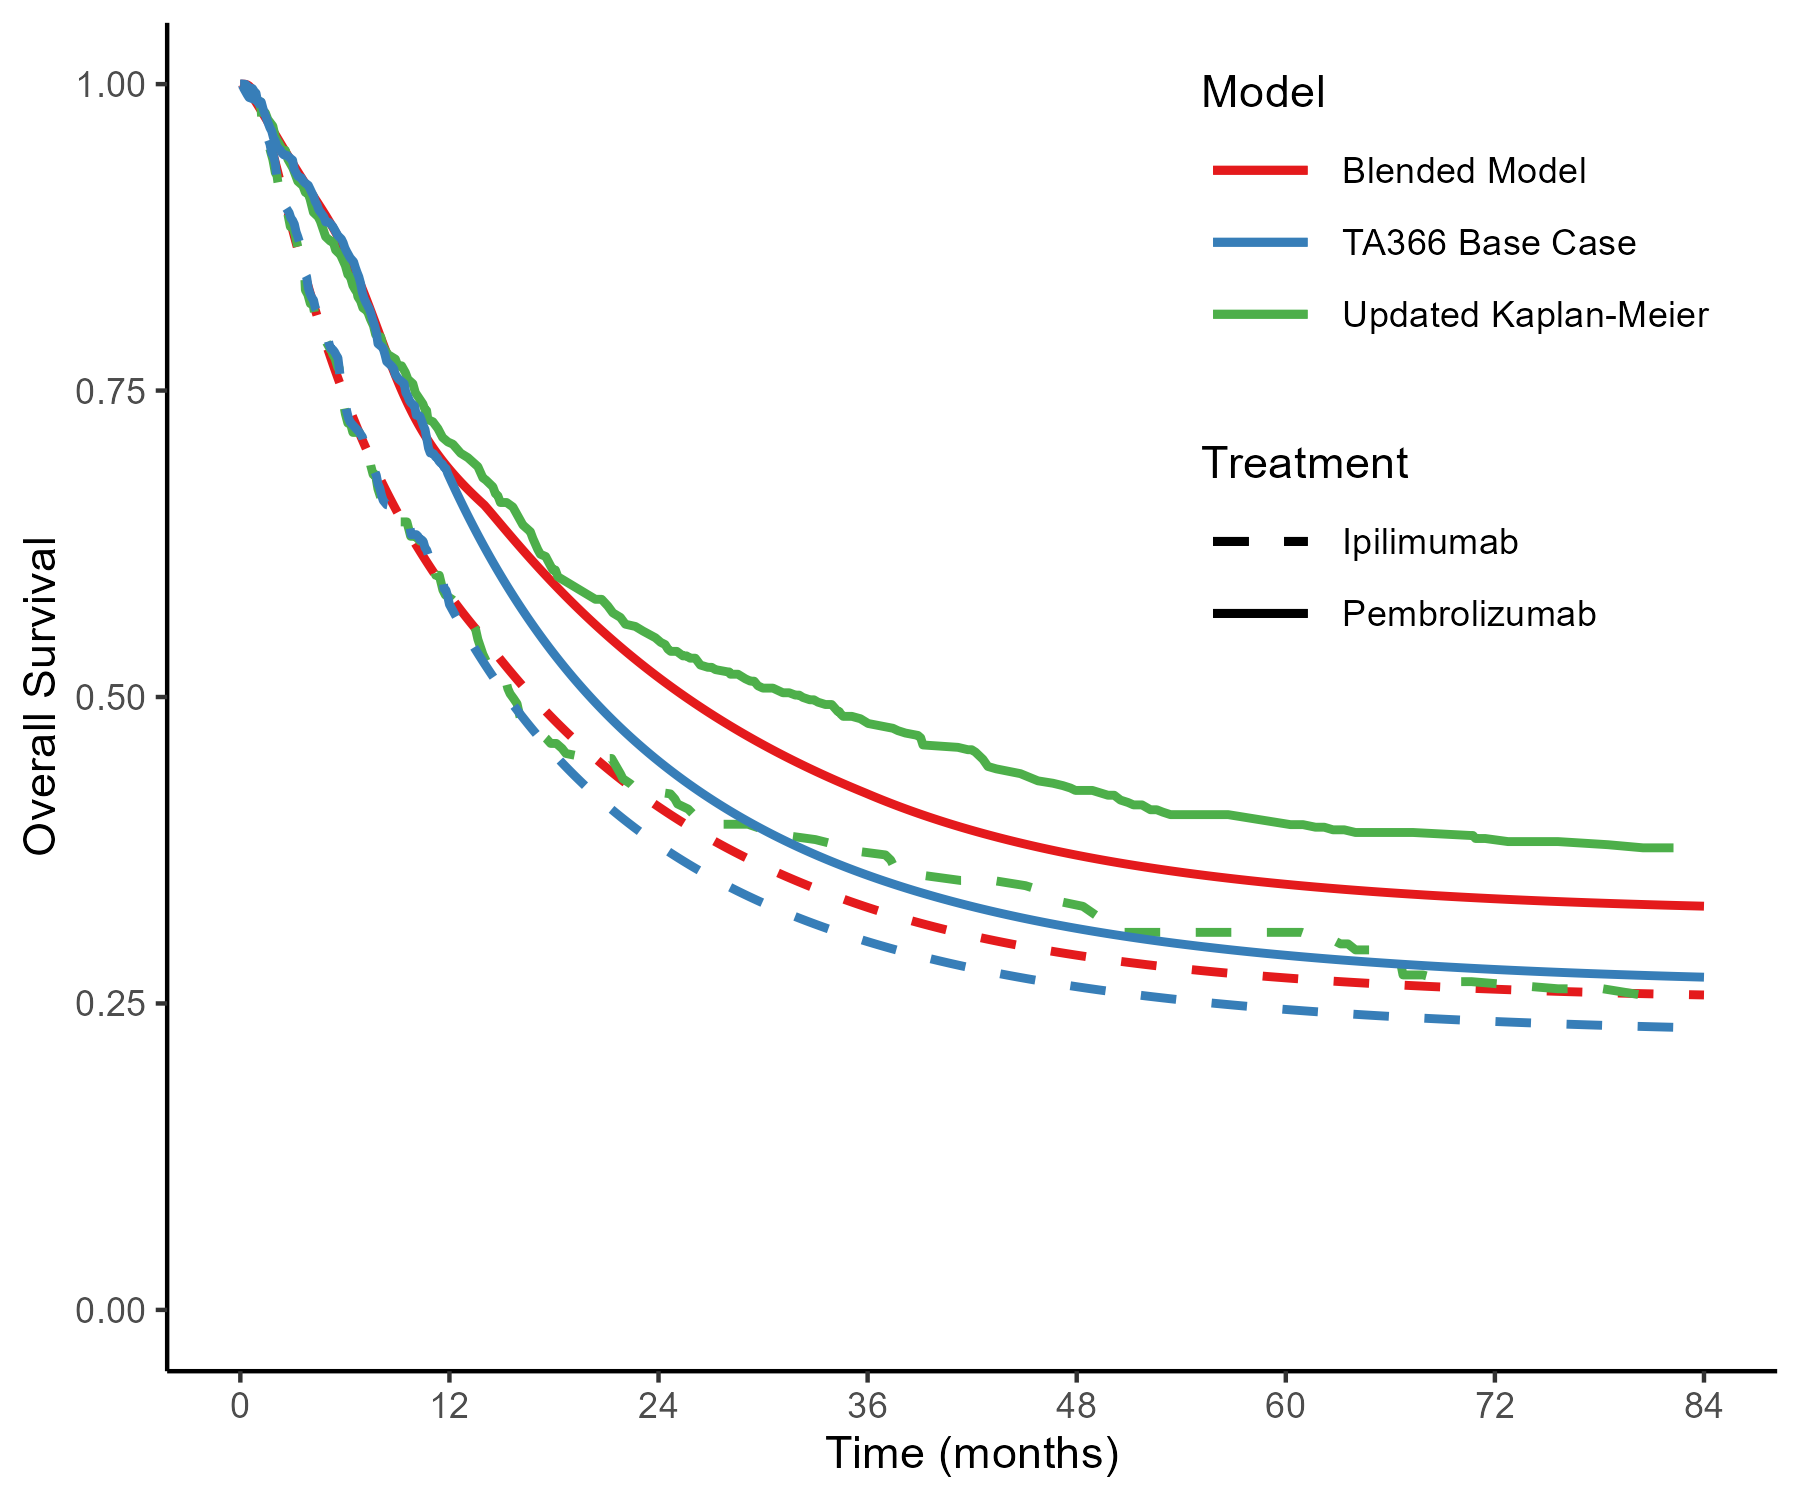 Model
Blended Model
TA366 Base Case
Updated Kaplan-Meier
Treatment
Ipilimumab
Pembrolizumab
Overall Survival
1.00
0.75
0.50
0.25
0.00
0 12 24 36 48 60 72 84
Time (months)